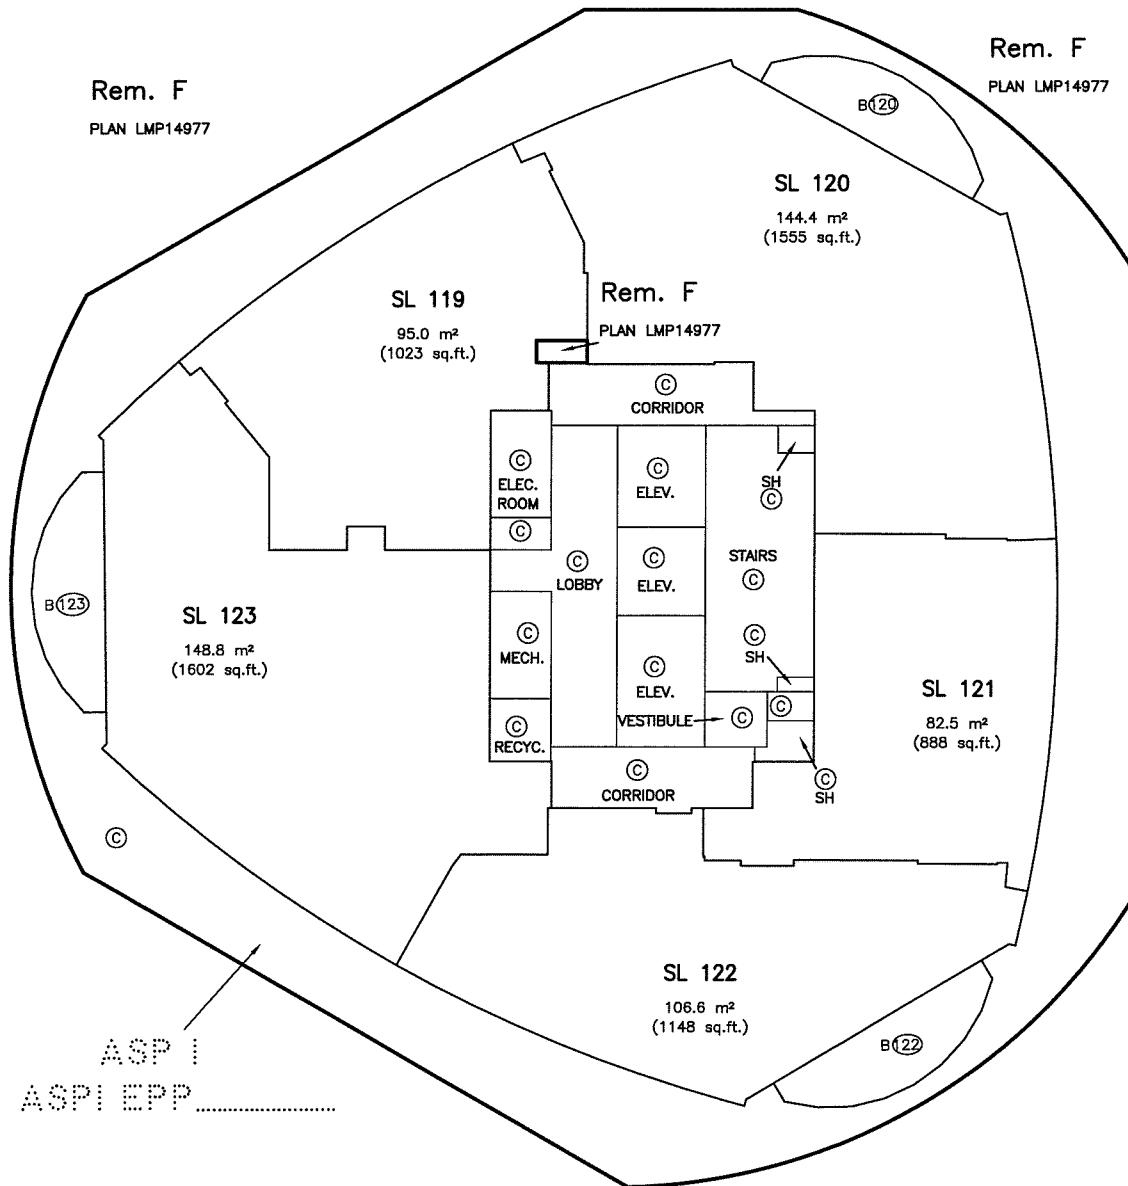 Rem. F
PLAN LMP14977
Rem. F
PLAN LMP14977
B120
SL 120
144.4 m²
(1555 sq.ft.)
SL 119
95.0 m²
(1023 sq.ft.)
Rem. F
PLAN LMP14977
C
CORRIDOR
C
ELEC.
ROOM
C
C
ELEV.
SH
C
C
LOBBY
C
ELEV.
STAIRS
C
B123
SL 123
148.8 m²
(1602 sq.ft.)
C
MECH.
C
ELEV.
C
SH
SL 121
82.5 m²
(888 sq.ft.)
C
RECYC.
VESTIBULE
C
C
C
CORRIDOR
C
SH
C
SL 122
106.6 m²
(1148 sq.ft.)
B122
ASP 1
ASP1 EPP